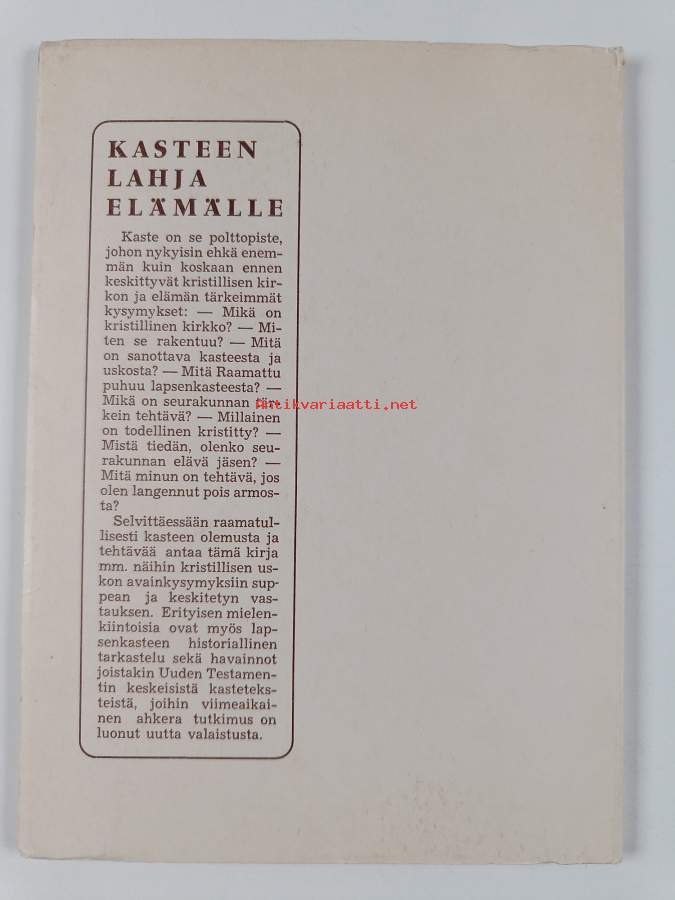 KASTEEN
LAHJA
ELÄMÄLLE
Kaste on se polttopiste,
johon nykyisin ehkä enem-
män kuin koskaan ennen
keskittyvät kristillisen kir-
kon ja elämän tärkeimmät
kysymykset: — Mikä on
kristillinen kirkko? — Mi-
ten se rakentuu? — Mitä
on sanottava kasteesta ja
uskosta? — Mitä Raamattu
puhuu lapsenkasteesta? —
Mikä on seurakunnan tär-
kein tehtävä? — Millainen
on todellinen kristitty? —
Mistä tiedän, olenko seu-
rakunnan elävä jäsen? —
Mitä minun on tehtävä, jos
olen langennut pois armos-
ta?
Selvittäessään raamatul-
lisesti kasteen olemusta ja
tehtävää antaa tämä kirja
mm. näihin kristillisen us-
kon avainkysymyksiin sup-
pean ja keskitetyn vas-
tauksen. Erityisen mielen-
kiintoisia ovat myös lap-
senkasteen historiallinen
tarkastelu sekä havainnot
joistakin Uuden Testamen-
tin keskeisistä kasteteks-
teistä, joihin viimeaikai-
nen ahkera tutkimus on
luonut uutta valaistusta.
Antikvariaatti.net